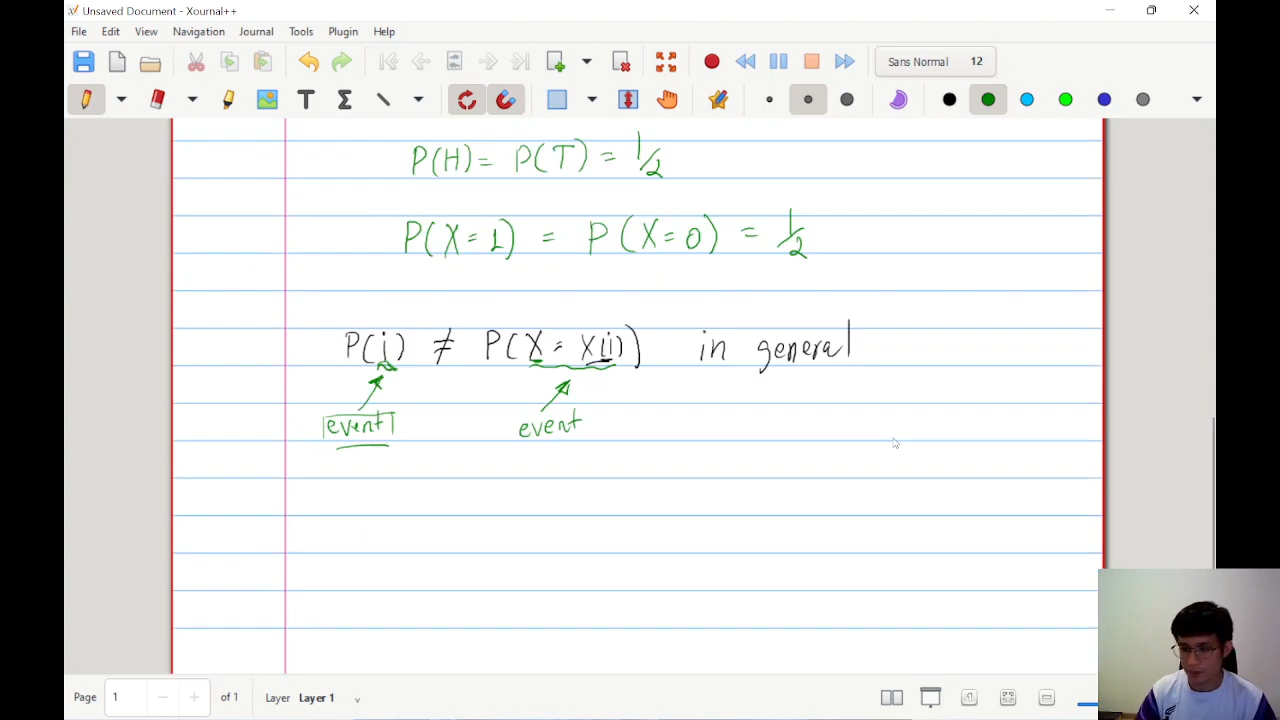 Unsaved Document - Xournal++
File Edit View Navigation Journal Tools Plugin Help
Sans Normal 12
P(H) = P(T) = 1/2
P(X=1) = P(X=0) = 1/2
P(i) ≠ P(X = X(i)) in general
event event
Page 1 of 1 Layer Layer 1